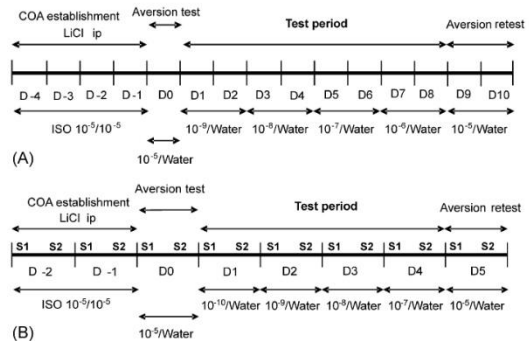 Aversion test
COA establishment
LiCl ip
Test period
Aversion retest
D -4 D -3 D -2 D -1 D0 D1 D2 D3 D4 D5 D6 D7 D8 D9 D10
ISO 10⁻⁵/10⁻⁵ 10⁻⁹/Water 10⁻⁸/Water 10⁻⁷/Water 10⁻⁶/Water 10⁻⁵/Water
(A)
10⁻⁵/Water
Aversion test
COA establishment
LiCl ip
Test period
Aversion retest
S1 S2 S1 S2 S1 S2 S1 S2 S1 S2 S1 S2 S1 S2 S1 S2
D -2 D -1 D0 D1 D2 D3 D4 D5
ISO 10⁻⁵/10⁻⁵ 10⁻¹⁰/Water 10⁻⁹/Water 10⁻⁸/Water 10⁻⁷/Water 10⁻⁵/Water
(B)
10⁻⁵/Water